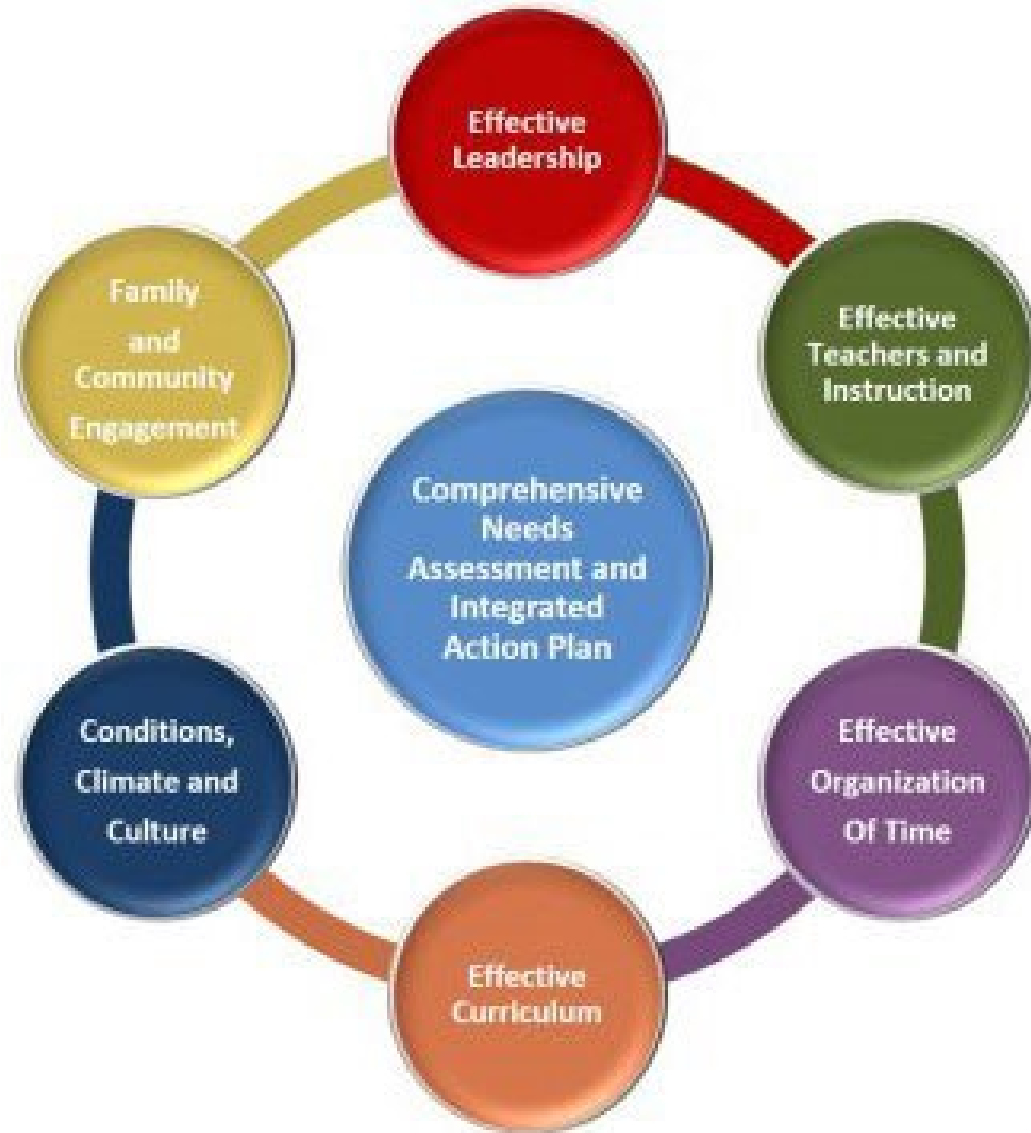 Effective
Leadership
Effective
Teachers and
Instruction
Effective
Organization
Of Time
Effective
Curriculum
Conditions,
Climate and
Culture
Family
and
Community
Engagement
Comprehensive
Needs
Assessment and
Integrated
Action Plan